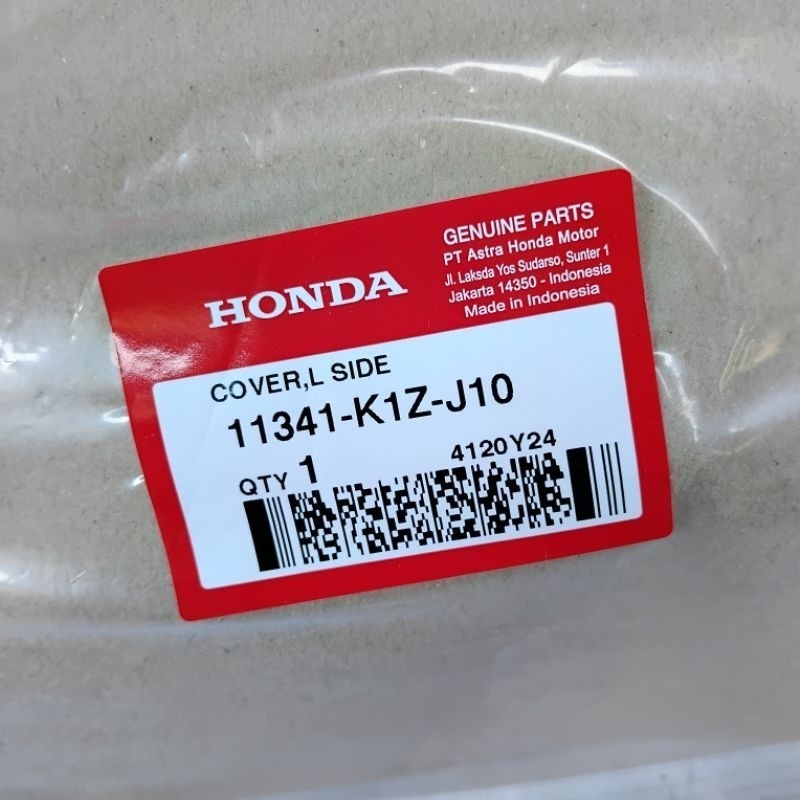 HONDA
GENUINE PARTS
PT Astra Honda Motor
Jl. Laksda Yos Sudarso, Sunter 1
Jakarta 14350 - Indonesia
Made in Indonesia
COVER,L SIDE
11341-K1Z-J10
4120Y24
QTY 1